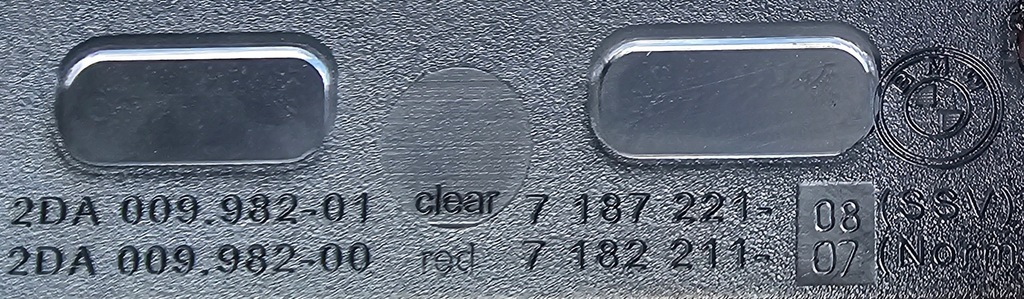 BMW
2DA 009.982-01 clear 7 187 221- 08 (SSV)
2DA 009.982-00 red 7 182 211- 07 (Norm